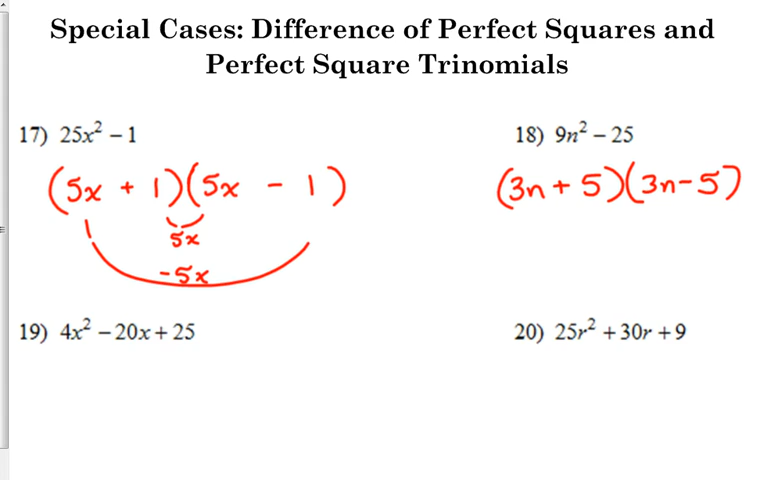 Special Cases: Difference of Perfect Squares and
Perfect Square Trinomials
17) 25x² – 1
18) 9n² – 25
(5x + 1)(5x - 1)
(3n + 5)(3n - 5)
5x
-5x
19) 4x² – 20x + 25
20) 25r² + 30r + 9